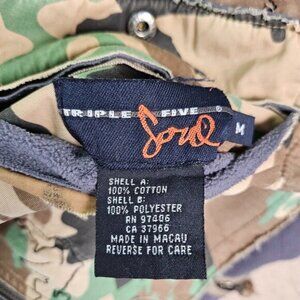 TRIPLE FIVE
Soul
M
SHELL A:
100% COTTON
SHELL B:
100% POLYESTER
RN 97406
CA 37966
MADE IN MACAU
REVERSE FOR CARE